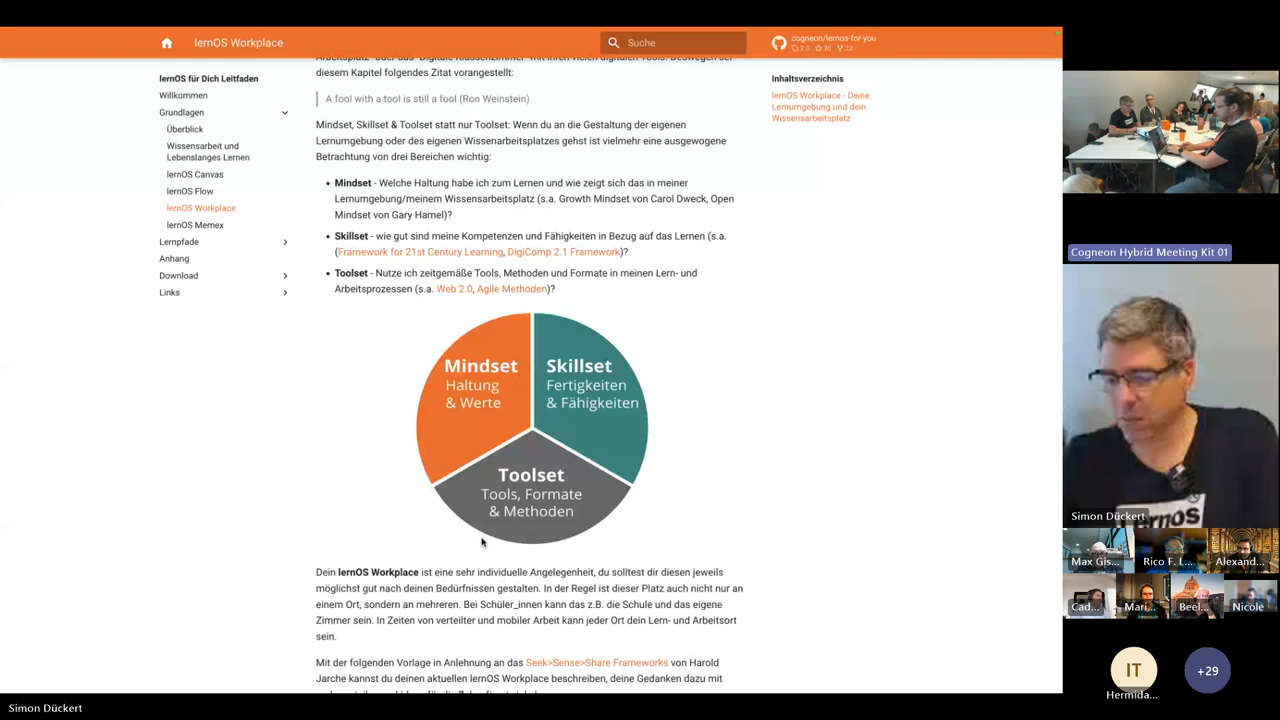 lernOS Workplace
Suche
cogneon/lernos-for-you
2.0 30 23
lernOS für Dich Leitfaden
Willkommen
Grundlagen
Überblick
Wissensarbeit und
Lebenslanges Lernen
lernOS Canvas
lernOS Flow
lernOS Workplace
lernOS Memex
Lernpfade
Anhang
Download
Links
diesem Kapitel folgendes Zitat vorangestellt:
A fool with a tool is still a fool (Ron Weinstein)
Mindset, Skillset & Toolset statt nur Toolset: Wenn du an die Gestaltung der eigenen
Lernumgebung oder des eigenen Wissenarbeitsplatzes gehst ist vielmehr eine ausgewogene
Betrachtung von drei Bereichen wichtig:
• Mindset - Welche Haltung habe ich zum Lernen und wie zeigt sich das in meiner
Lernumgebung/meinem Wissensarbeitsplatz (s.a. Growth Mindset von Carol Dweck, Open
Mindset von Gary Hamel)?
• Skillset - wie gut sind meine Kompetenzen und Fähigkeiten in Bezug auf das Lernen (s.a.
(Framework for 21st Century Learning, DigiComp 2.1 Framework)?
• Toolset - Nutze ich zeitgemäße Tools, Methoden und Formate in meinen Lern- und
Arbeitsprozessen (s.a. Web 2.0, Agile Methoden)?
Mindset
Haltung
& Werte
Skillset
Fertigkeiten
& Fähigkeiten
Toolset
Tools, Formate
& Methoden
Dein lernOS Workplace ist eine sehr individuelle Angelegenheit, du solltest dir diesen jeweils
möglichst gut nach deinen Bedürfnissen gestalten. In der Regel ist dieser Platz auch nicht nur an
einem Ort, sondern an mehreren. Bei Schüler_innen kann das z.B. die Schule und das eigene
Zimmer sein. In Zeiten von verteilter und mobiler Arbeit kann jeder Ort dein Lern- und Arbeitsort
sein.
Mit der folgenden Vorlage in Anlehnung an das Seek>Sense>Share Frameworks von Harold
Jarche kannst du deinen aktuellen lernOS Workplace beschreiben, deine Gedanken dazu mit
Inhaltsverzeichnis
lernOS Workplace - Deine
Lernumgebung und dein
Wissensarbeitsplatz
Cogneon Hybrid Meeting Kit 01
Simon Dückert
Max Gis...
Rico F. L...
Alexand...
Cad...
Mari...
Beel...
Nicole
IT
+29
Hermida...
Simon Dückert